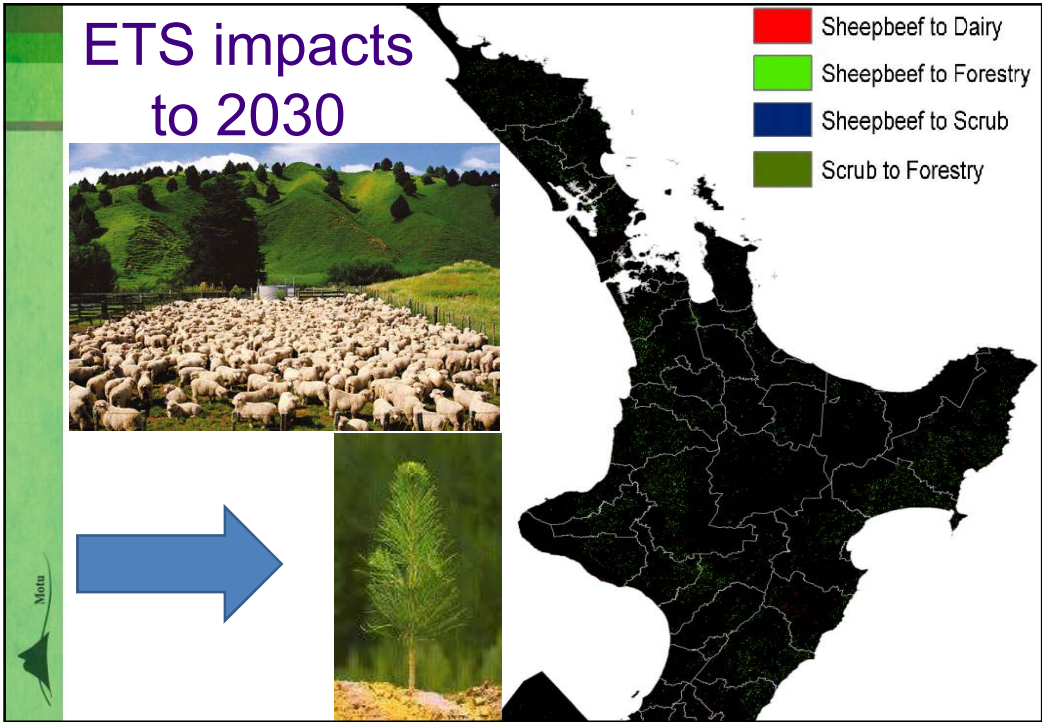 ETS impacts
to 2030
Sheepbeef to Dairy
Sheepbeef to Forestry
Sheepbeef to Scrub
Scrub to Forestry
Motu